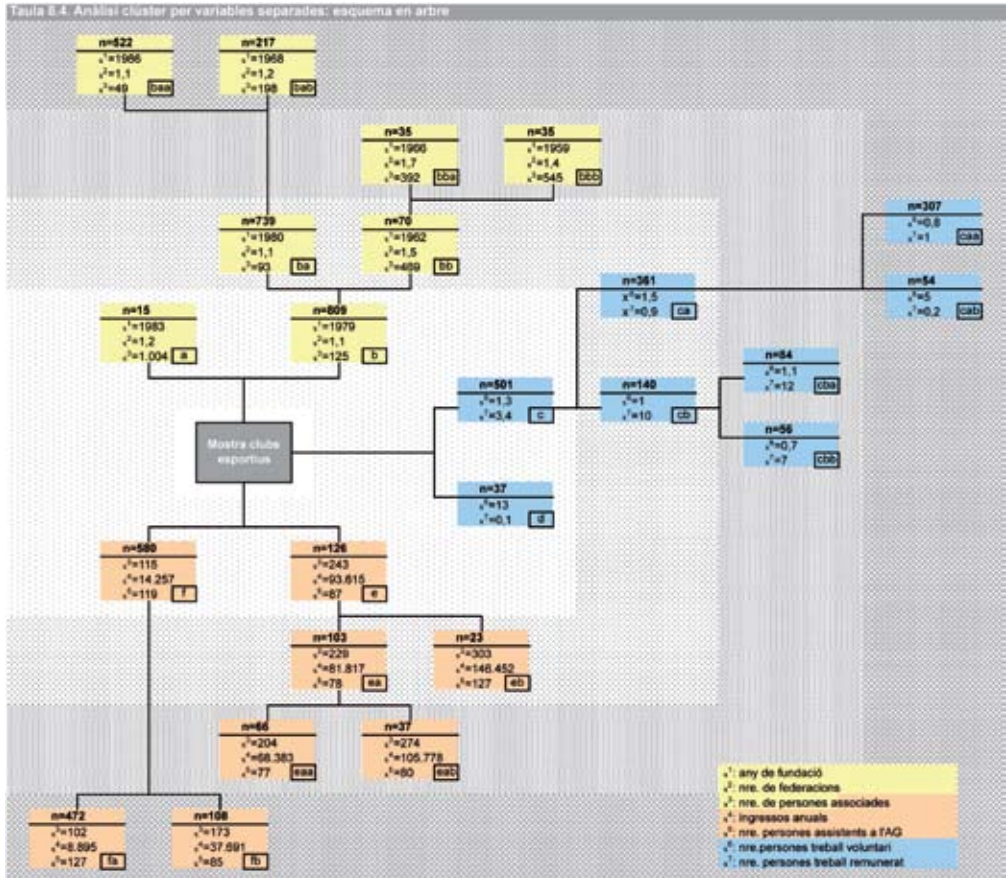 Taula 8.4. Anàlisi clúster per variables separades: esquema en arbre
n=522
x¹=1986
x²=1,1
x³=49 baa
n=217
x¹=1968
x²=1,2
x³=198 bab
n=35
x¹=1966
x²=1,7
x³=392 bba
n=35
x¹=1959
x²=1,4
x³=545 bbb
n=739
x¹=1980
x²=1,1
x³=93 ba
n=70
x¹=1962
x²=1,5
x³=469 bb
n=307
x⁶=0,8
x⁷=1 caa
n=361
x⁶=1,5
x⁷=0,9 ca
n=54
x⁶=5
x⁷=0,2 cab
n=15
x¹=1983
x²=1,2
x³=1.004 a
n=809
x¹=1979
x²=1,1
x³=125 b
n=501
x⁶=1,3
x⁷=3,4 c
n=140
x⁶=1
x⁷=10 cb
n=84
x⁶=1,1
x⁷=12 cba
n=56
x⁶=0,7
x⁷=7 cbb
Mostra clubs
esportius
n=37
x⁶=13
x⁷=0,1 d
n=580
x³=115
x⁴=14.257
x⁵=119 f
n=126
x³=243
x⁴=93.615
x⁵=87 e
n=103
x³=229
x⁴=81.817
x⁵=78 ea
n=23
x³=303
x⁴=146.452
x⁵=127 eb
n=66
x³=204
x⁴=68.383
x⁵=77 eaa
n=37
x³=274
x⁴=105.778
x⁵=80 eab
n=472
x³=102
x⁴=8.895
x⁵=127 fa
n=108
x³=173
x⁴=37.691
x⁵=85 fb
x¹: any de fundació
x²: nre. de federacions
x³: nre. de persones associades
x⁴: ingressos anuals
x⁵: nre. persones assistents a l'AG
x⁶: nre.persones treball voluntari
x⁷: nre. persones treball remunerat